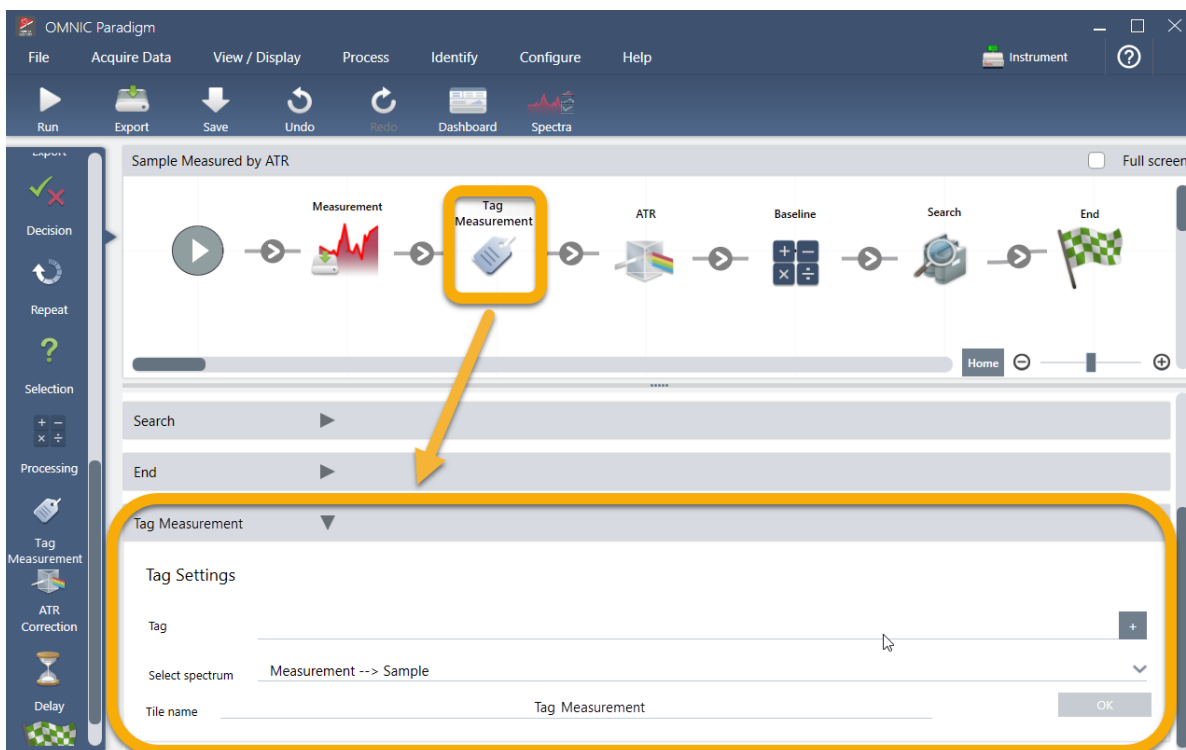 OMNIC Paradigm
File Acquire Data View / Display Process Identify Configure Help Instrument
Run Export Save Undo Redo Dashboard Spectra
Export
Decision
Repeat
Selection
Processing
Tag
Measurement
ATR
Correction
Delay
Sample Measured by ATR Full screen
Measurement
Tag
Measurement
ATR
Baseline
Search
End
Home
Search
End
Tag Measurement
Tag Settings
Tag +
Select spectrum Measurement --> Sample
Tile name Tag Measurement OK